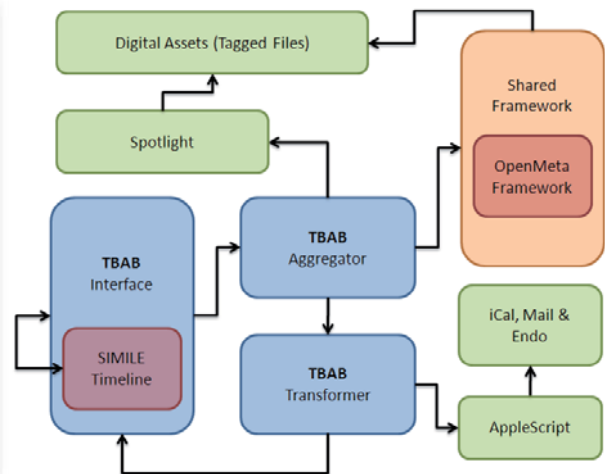 Digital Assets (Tagged Files)
Shared
Framework
Spotlight
OpenMeta
Framework
TBAB
Interface
TBAB
Aggregator
SIMILE
Timeline
TBAB
Transformer
iCal, Mail &
Endo
AppleScript